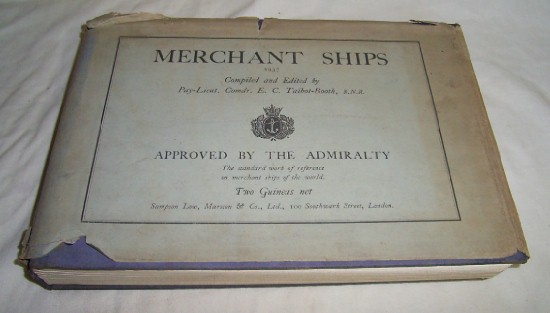 MERCHANT SHIPS
1937
Compiled and Edited by
Pay-Lieut. Comdr. E. C. Talbot-Booth, R.N.R.
APPROVED BY THE ADMIRALTY
The standard work of reference
on merchant ships of the world.
Two Guineas net
Sampson Low, Marston & Co., Ltd., 100 Southwark Street, London.